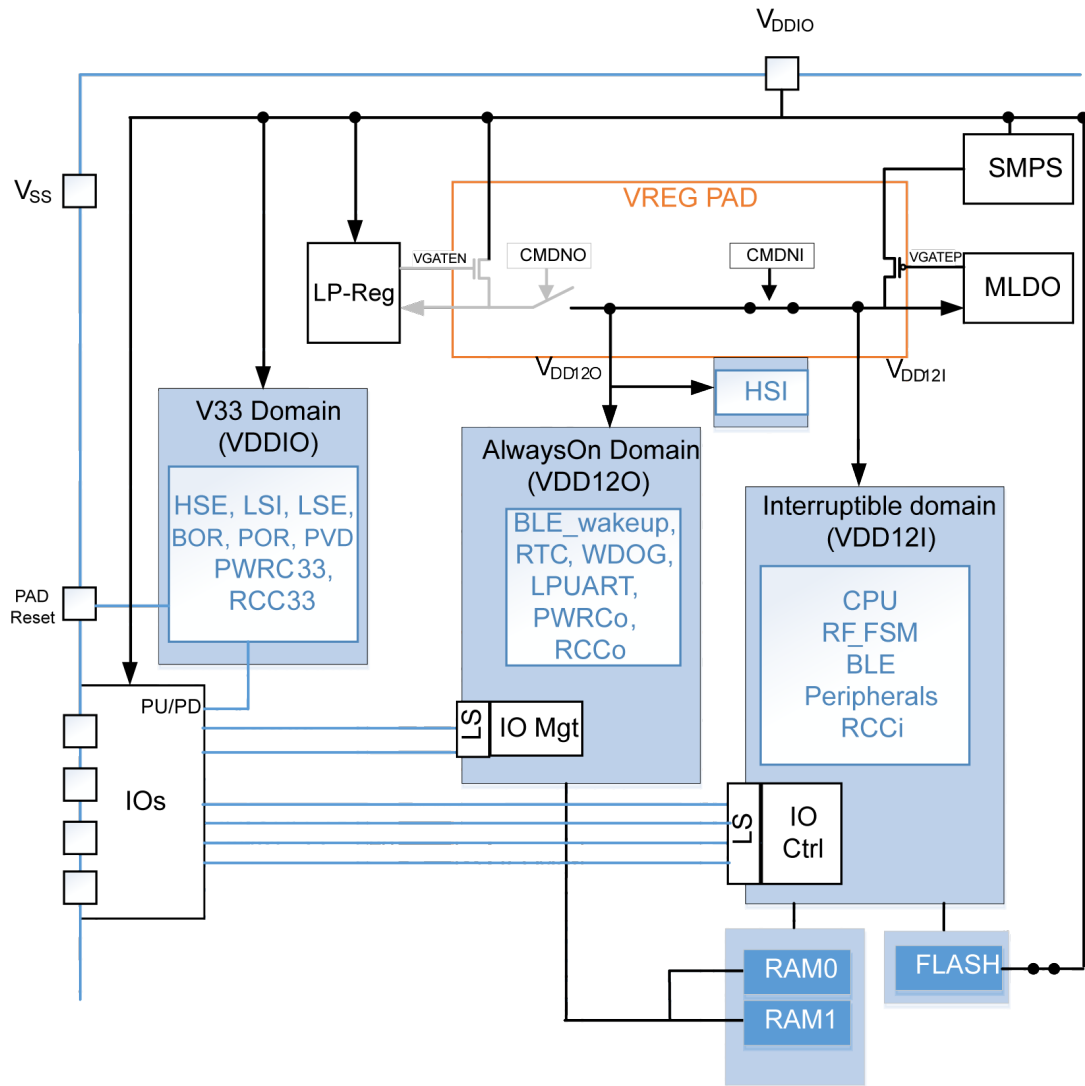 VDDIO
VSS
SMPS
VREG PAD
VGATEN
CMDNO
CMDNI
VGATEP
LP-Reg
MLDO
VDD12O
VDD12I
HSI
V33 Domain
(VDDIO)
HSE, LSI, LSE,
BOR, POR, PVD
PWRC33,
RCC33
AlwaysOn Domain
(VDD12O)
BLE_wakeup,
RTC, WDOG,
LPUART,
PWRCo,
RCCo
Interruptible domain
(VDD12I)
CPU
RF_FSM
BLE
Peripherals
RCCi
PAD
Reset
PU/PD
IOs
LS
IO Mgt
LS
IO
Ctrl
RAM0
RAM1
FLASH